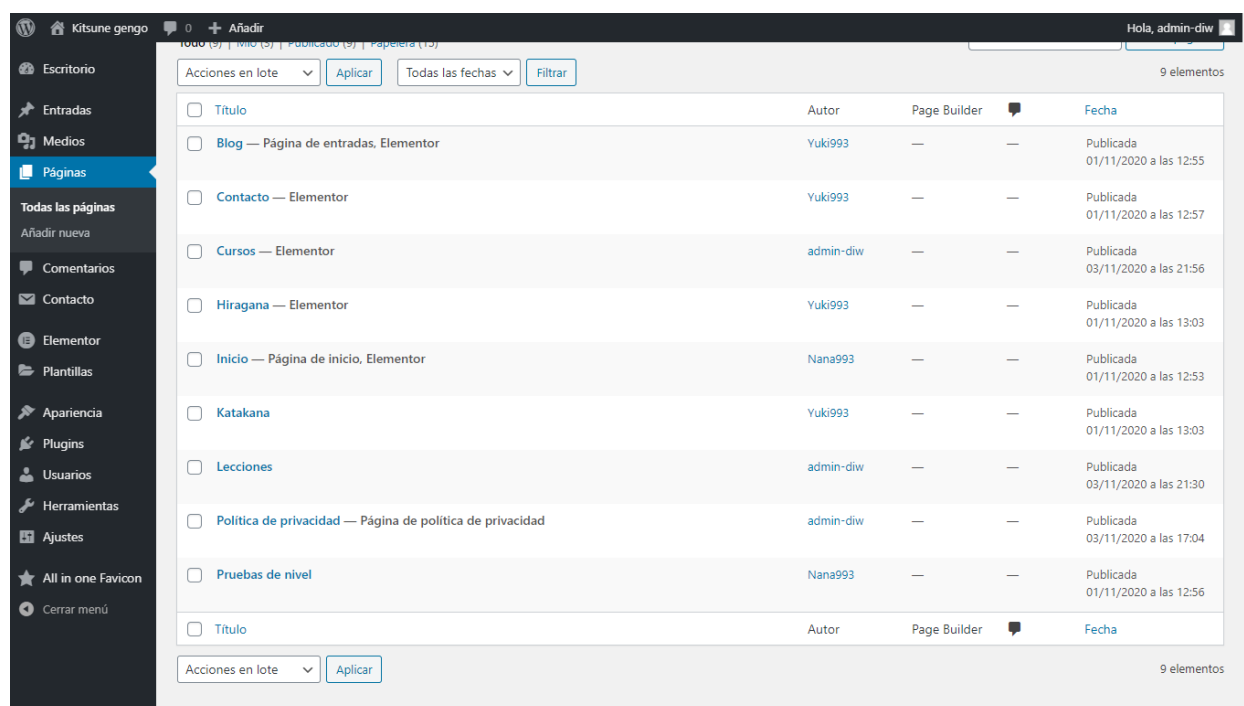 Kitsune gengo 0 Añadir Hola, admin-diw
Todo (9) | Mío (3) | Publicado (9) | Papelera (15)
Escritorio
Entradas
Medios
Páginas
Todas las páginas
Añadir nueva
Comentarios
Contacto
Elementor
Plantillas
Apariencia
Plugins
Usuarios
Herramientas
Ajustes
All in one Favicon
Cerrar menú
Acciones en lote Aplicar Todas las fechas Filtrar 9 elementos
Título Autor Page Builder Fecha
Blog — Página de entradas, Elementor Yuki993 — — Publicada
01/11/2020 a las 12:55
Contacto — Elementor Yuki993 — — Publicada
01/11/2020 a las 12:57
Cursos — Elementor admin-diw — — Publicada
03/11/2020 a las 21:56
Hiragana — Elementor Yuki993 — — Publicada
01/11/2020 a las 13:03
Inicio — Página de inicio, Elementor Nana993 — — Publicada
01/11/2020 a las 12:53
Katakana Yuki993 — — Publicada
01/11/2020 a las 13:03
Lecciones admin-diw — — Publicada
03/11/2020 a las 21:30
Política de privacidad — Página de política de privacidad admin-diw — — Publicada
03/11/2020 a las 17:04
Pruebas de nivel Nana993 — — Publicada
01/11/2020 a las 12:56
Título Autor Page Builder Fecha
Acciones en lote Aplicar 9 elementos